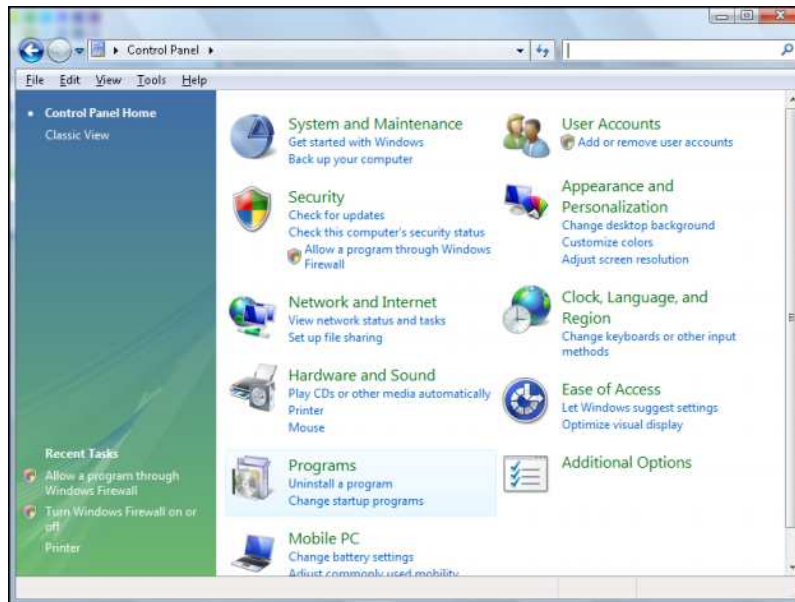 Control Panel
File Edit View Tools Help
Control Panel Home
Classic View
Recent Tasks
Allow a program through
Windows Firewall
Turn Windows Firewall on or
off
Printer
System and Maintenance
Get started with Windows
Back up your computer
Security
Check for updates
Check this computer's security status
Allow a program through Windows
Firewall
Network and Internet
View network status and tasks
Set up file sharing
Hardware and Sound
Play CDs or other media automatically
Printer
Mouse
Programs
Uninstall a program
Change startup programs
Mobile PC
Change battery settings
Adjust commonly used mobility
User Accounts
Add or remove user accounts
Appearance and
Personalization
Change desktop background
Customize colors
Adjust screen resolution
Clock, Language, and
Region
Change keyboards or other input
methods
Ease of Access
Let Windows suggest settings
Optimize visual display
Additional Options